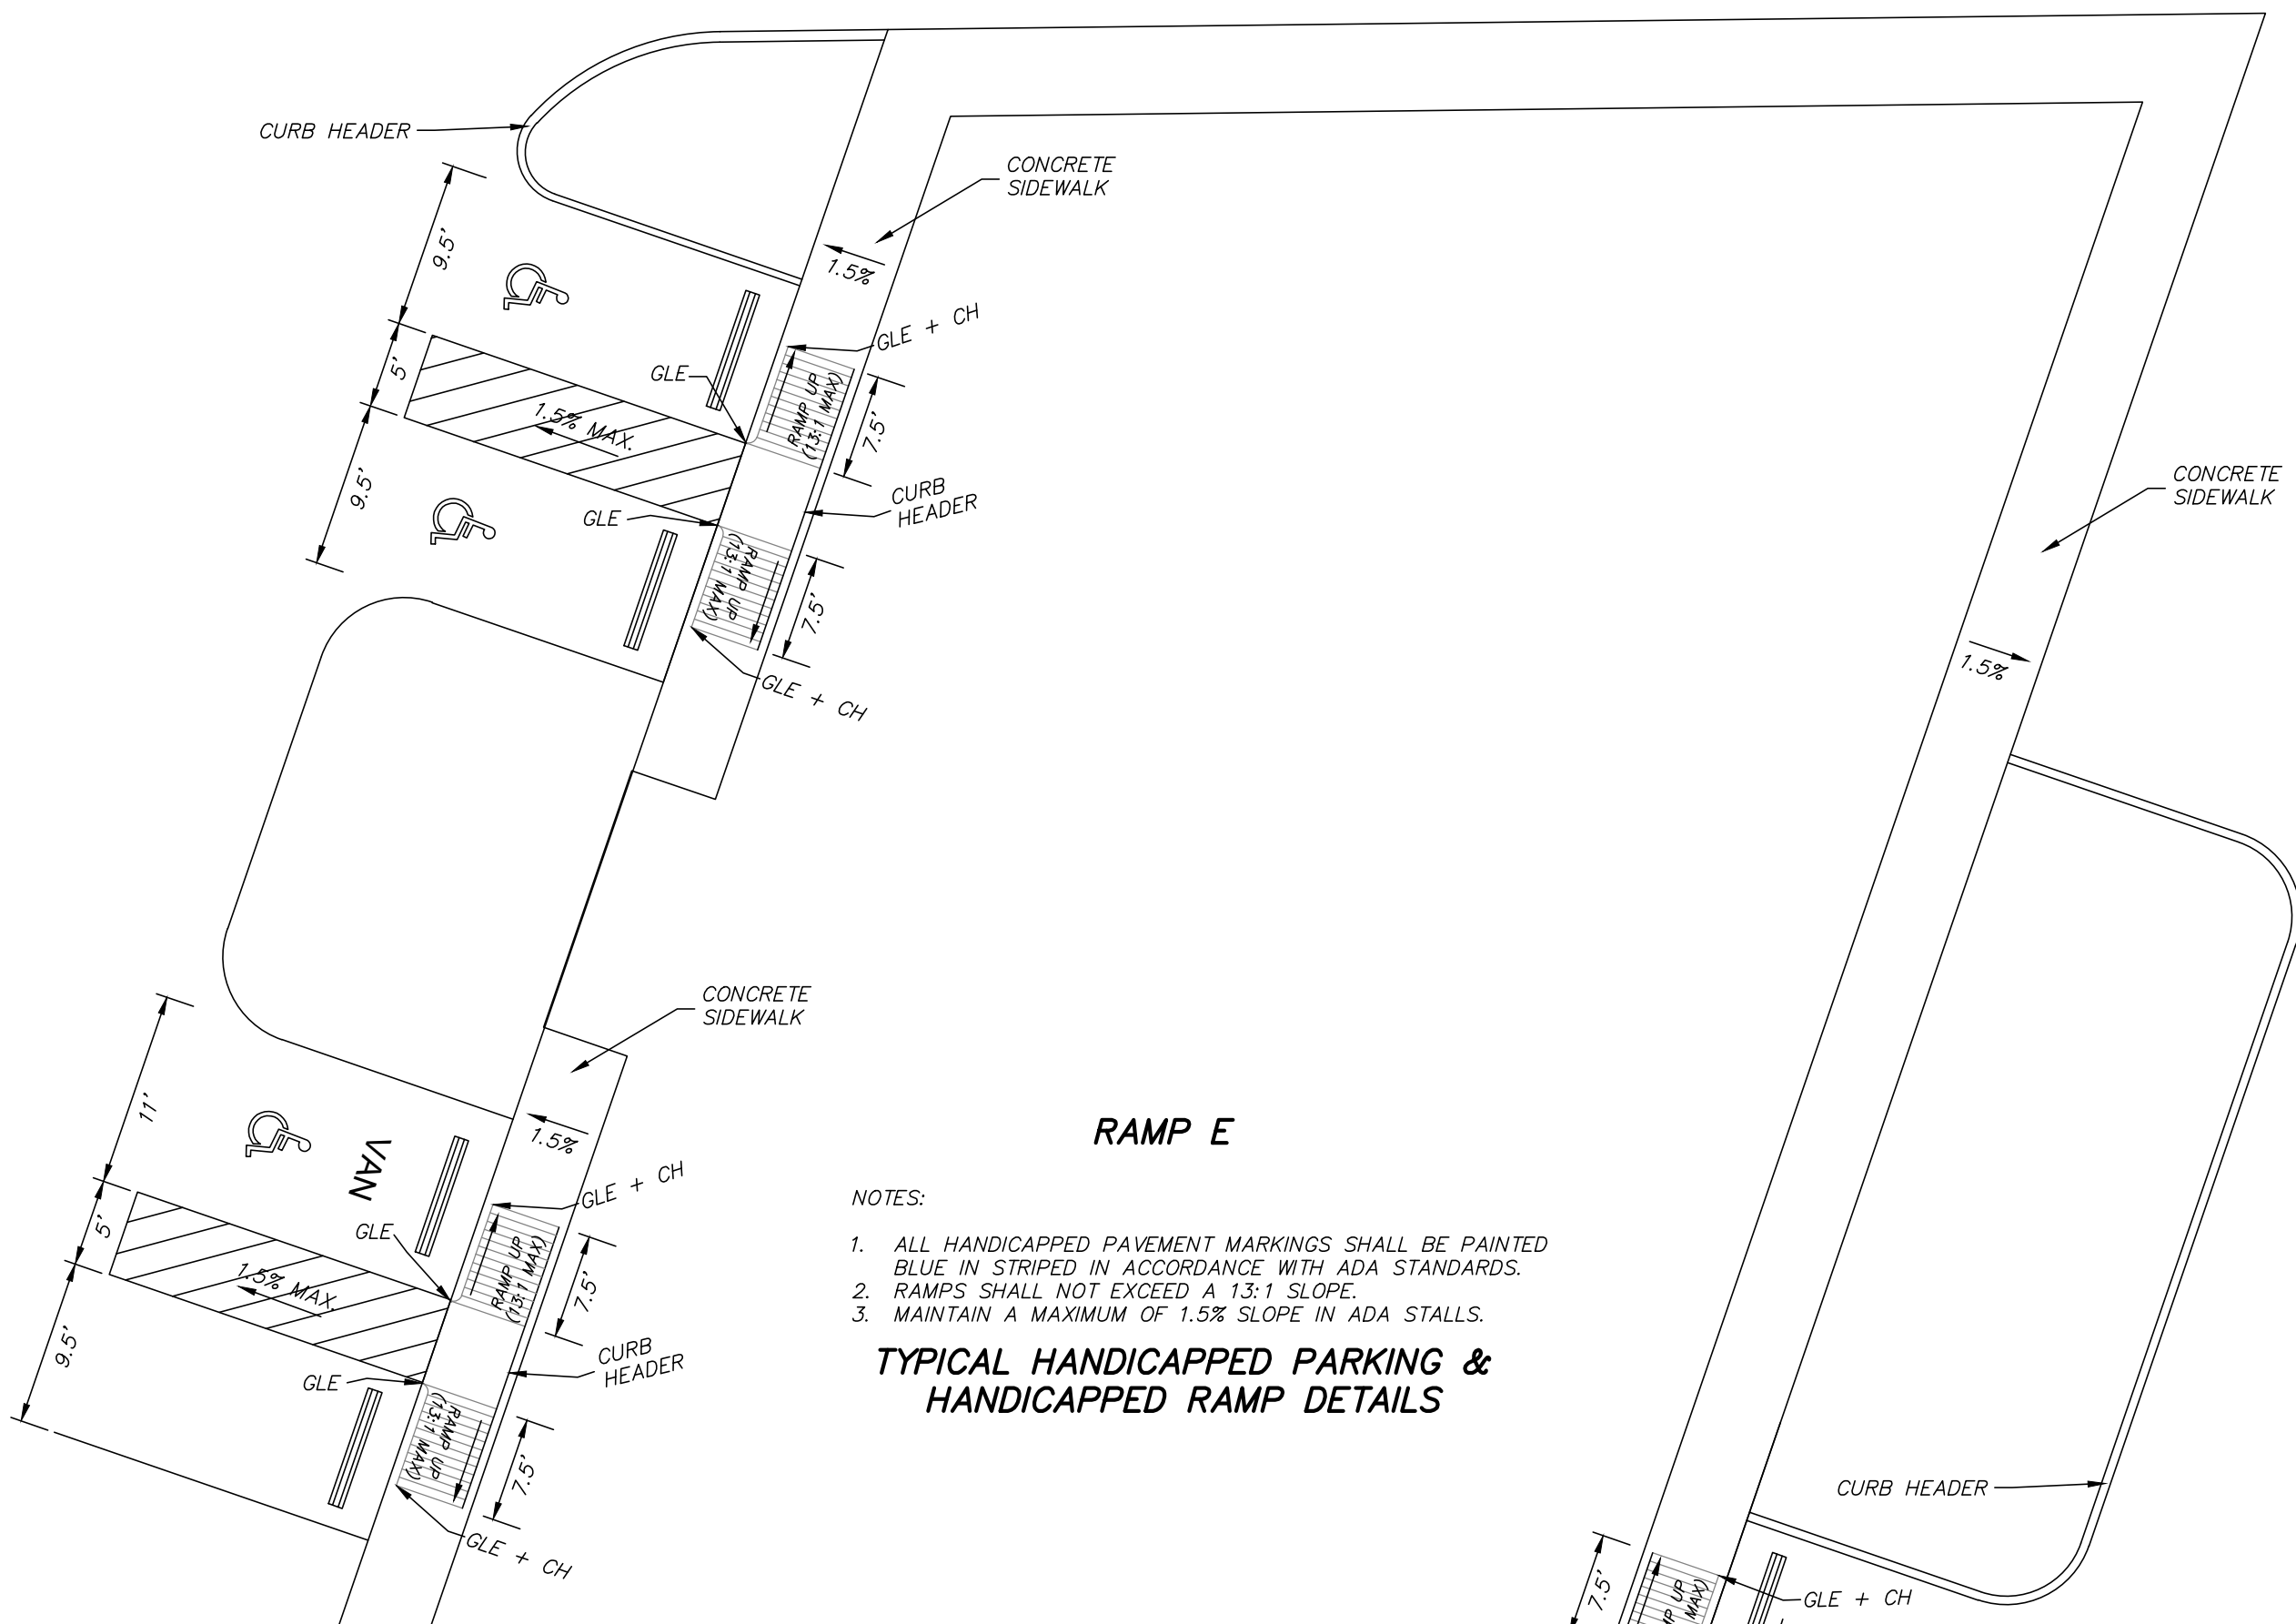 CURB HEADER
CONCRETE
SIDEWALK
9.5'
1.5%
GLE + CH
GLE
5'
RAMP UP
(13:1 MAX)
7.5'
1.5% MAX.
9.5'
CURB
HEADER
GLE
RAMP UP
(13:1 MAX)
7.5'
GLE + CH
CONCRETE
SIDEWALK
1.5%
CONCRETE
SIDEWALK
11'
VAN
1.5%
GLE + CH
GLE
5'
RAMP UP
(13:1 MAX)
7.5'
1.5% MAX.
9.5'
CURB
HEADER
GLE
RAMP UP
(13:1 MAX)
7.5'
GLE + CH
RAMP E
NOTES:
1. ALL HANDICAPPED PAVEMENT MARKINGS SHALL BE PAINTED
BLUE IN STRIPED IN ACCORDANCE WITH ADA STANDARDS.
2. RAMPS SHALL NOT EXCEED A 13:1 SLOPE.
3. MAINTAIN A MAXIMUM OF 1.5% SLOPE IN ADA STALLS.
TYPICAL HANDICAPPED PARKING &
HANDICAPPED RAMP DETAILS
CURB HEADER
7.5'
UP
MAX)
GLE + CH